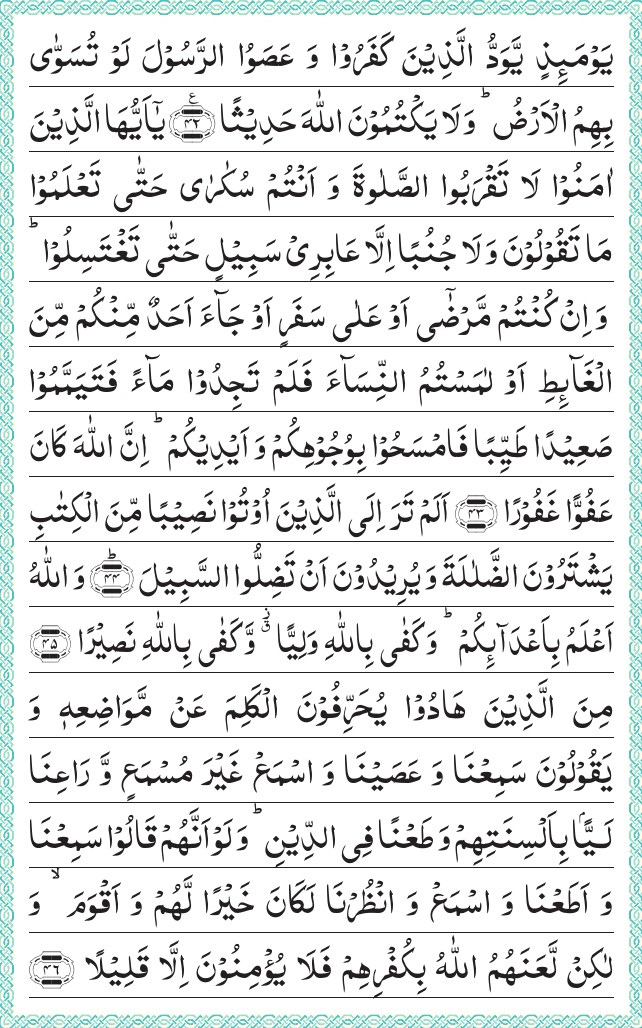 يَوْمَىِٕذٍ يَّوَدُّ الَّذِيْنَ كَفَرُوْا وَ عَصَوُا الرَّسُوْلَ لَوْ تُسَوّٰى
بِهِمُ الْاَرْضُ ؕ وَلَا يَكْتُمُوْنَ اللّٰهَ حَدِيْثًا ﴿۴۲﴾ ع يٰۤاَيُّهَا الَّذِيْنَ
اٰمَنُوْا لَا تَقْرَبُوا الصَّلٰوةَ وَ اَنْتُمْ سُكٰرٰى حَتّٰى تَعْلَمُوْا
مَا تَقُوْلُوْنَ وَلَا جُنُبًا اِلَّا عَابِرِيْ سَبِيْلٍ حَتّٰى تَغْتَسِلُوْا ؕ
وَ اِنْ كُنْتُمْ مَّرْضٰۤى اَوْ عَلٰى سَفَرٍ اَوْ جَآءَ اَحَدٌ مِّنْكُمْ مِّنَ
الْغَآىِٕطِ اَوْ لٰمَسْتُمُ النِّسَآءَ فَلَمْ تَجِدُوْا مَآءً فَتَيَمَّمُوْا
صَعِيْدًا طَيِّبًا فَامْسَحُوْا بِوُجُوْهِكُمْ وَ اَيْدِيْكُمْ ؕ اِنَّ اللّٰهَ كَانَ
عَفُوًّا غَفُوْرًا ﴿۴۳﴾ اَلَمْ تَرَ اِلَى الَّذِيْنَ اُوْتُوْا نَصِيْبًا مِّنَ الْكِتٰبِ
يَشْتَرُوْنَ الضَّلٰلَةَ وَ يُرِيْدُوْنَ اَنْ تَضِلُّوا السَّبِيْلَ ؕ﴿۴۴﴾ وَ اللّٰهُ
اَعْلَمُ بِاَعْدَآىِٕكُمْ ؕ وَكَفٰى بِاللّٰهِ وَلِيًّا ۗۙ وَّكَفٰى بِاللّٰهِ نَصِيْرًا ﴿۴۵﴾
مِنَ الَّذِيْنَ هَادُوْا يُحَرِّفُوْنَ الْكَلِمَ عَنْ مَّوَاضِعِهٖ وَ
يَقُوْلُوْنَ سَمِعْنَا وَ عَصَيْنَا وَ اسْمَعْ غَيْرَ مُسْمَعٍ وَّ رَاعِنَا
لَيًّۢا بِاَلْسِنَتِهِمْ وَ طَعْنًا فِي الدِّيْنِ ؕ وَ لَوْ اَنَّهُمْ قَالُوْا سَمِعْنَا
وَ اَطَعْنَا وَ اسْمَعْ وَ انْظُرْنَا لَكَانَ خَيْرًا لَّهُمْ وَ اَقْوَمَ ۙ وَ
لٰكِنْ لَّعَنَهُمُ اللّٰهُ بِكُفْرِهِمْ فَلَا يُؤْمِنُوْنَ اِلَّا قَلِيْلًا ﴿۴۶﴾